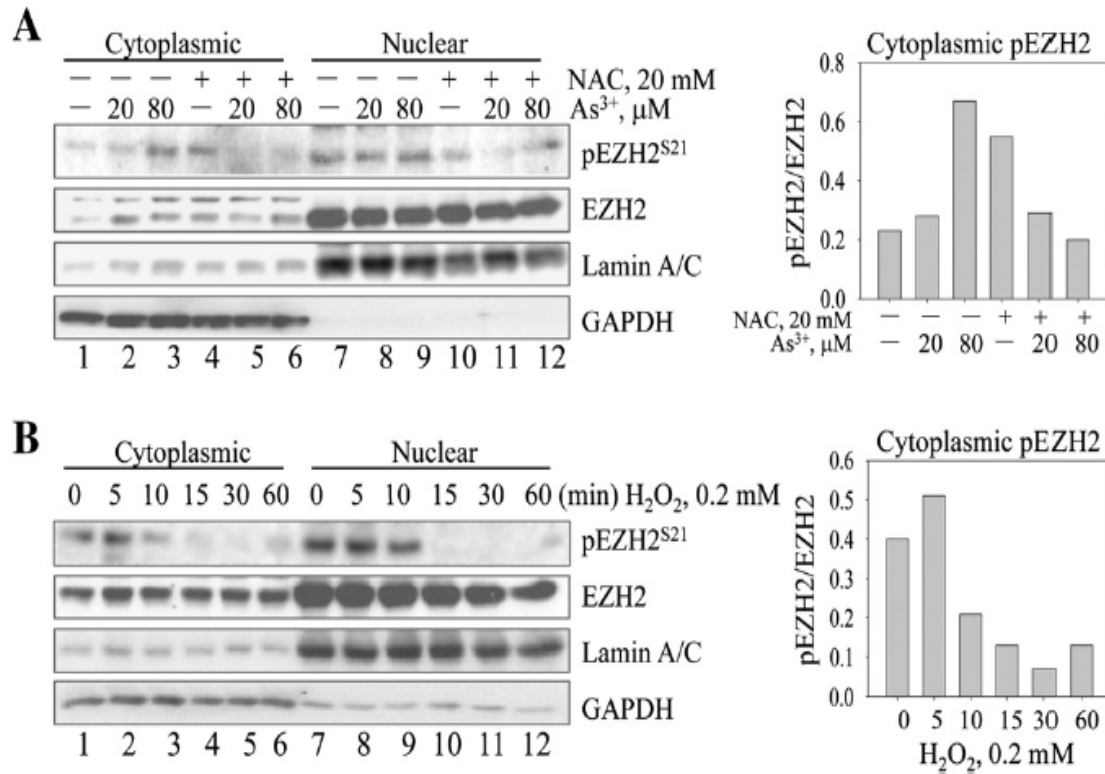 A
Cytoplasmic Nuclear
— — — + + + — — — + + + NAC, 20 mM
— 20 80 — 20 80 — 20 80 — 20 80 As³⁺, μM
pEZH2ˢ²¹
EZH2
Lamin A/C
GAPDH
1 2 3 4 5 6 7 8 9 10 11 12
Cytoplasmic pEZH2
pEZH2/EZH2
0.8
0.6
0.4
0.2
0.0
NAC, 20 mM — — — + + +
As³⁺, μM — 20 80 — 20 80
B
Cytoplasmic Nuclear
0 5 10 15 30 60 0 5 10 15 30 60 (min) H₂O₂, 0.2 mM
pEZH2ˢ²¹
EZH2
Lamin A/C
GAPDH
1 2 3 4 5 6 7 8 9 10 11 12
Cytoplasmic pEZH2
pEZH2/EZH2
0.6
0.5
0.4
0.3
0.2
0.1
0.0
0 5 10 15 30 60
H₂O₂, 0.2 mM